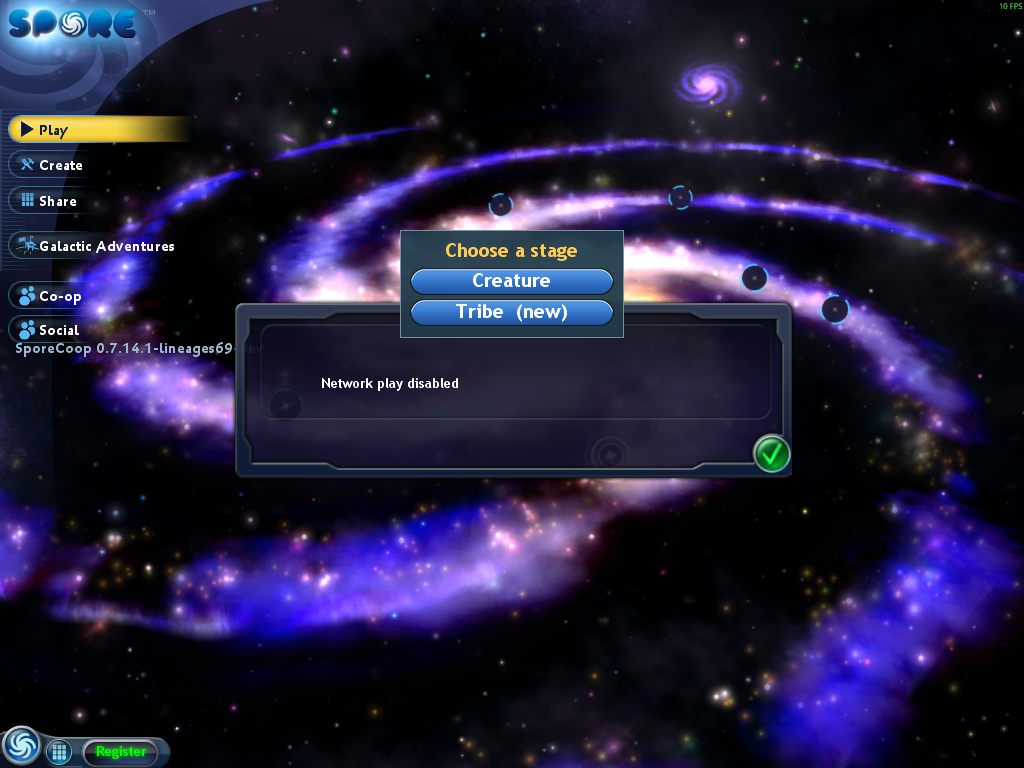 SPORE™
10 FPS
Play
Create
Share
Galactic Adventures
Co-op
Social
SporeCoop 0.7.14.1-lineages69
Choose a stage
Creature
Tribe (new)
Network play disabled
Register